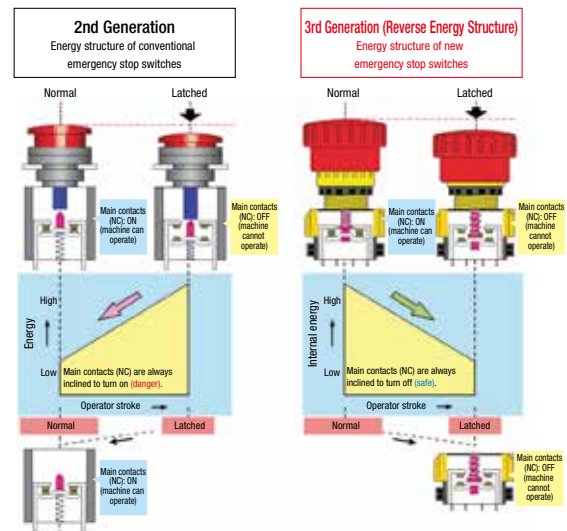 2nd Generation
Energy structure of conventional
emergency stop switches
Normal
Latched
Main contacts
(NC): ON
(machine can
operate)
Main contacts
(NC): OFF
(machine
cannot
operate)
Energy
High
Low
Main contacts (NC) are always
inclined to turn on (danger).
Operator stroke
Normal
Latched
Main contacts
(NC): ON
(machine can
operate)
3rd Generation (Reverse Energy Structure)
Energy structure of new
emergency stop switches
Normal
Latched
Main contacts
(NC): ON
(machine can
operate)
Main contacts
(NC): OFF
(machine
cannot
operate)
Internal energy
High
Low
Main contacts (NC) are always
inclined to turn off (safe).
Operator stroke
Normal
Latched
Main contacts
(NC): OFF
(machine
cannot
operate)